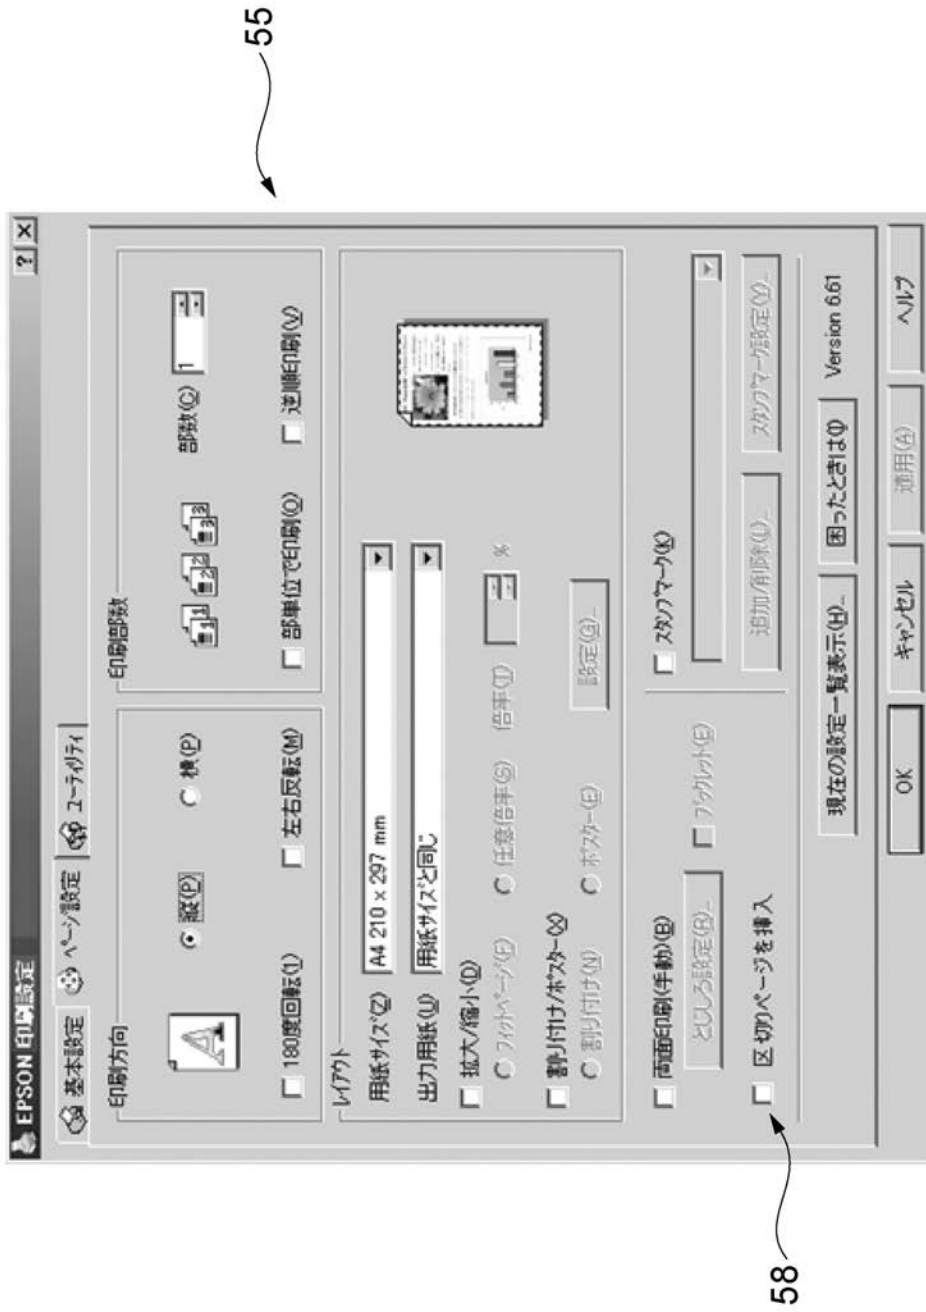 55
EPSON 印刷設定
? ×
基本設定 ページ設定 ユーティリティ
印刷方向
A
縦(P)
横(P)
180度回転(1)
左右反転(M)
印刷部数
1 1 2 2 3 3
部数(C) 1
部単位で印刷(O)
逆順印刷(V)
レイアウト
用紙サイズ(Z) A4 210 x 297 mm
出力用紙(U) 用紙サイズと同じ
拡大/縮小(D)
フィットページ(F) 任意倍率(S) 倍率(T) %
割り付け/ポスター(X)
割り付け(N) ポスター(E) 設定(G)...
両面印刷(手動)(B)
とじしろ設定(R)...
ブックレット(E)
スタンプマーク(K)
追加/削除(L)... スタンプマーク設定(Y)...
区切りページを挿入
現在の設定一覧表示(H)... 困ったときは(I) Version 6.61
OK キャンセル 適用(A) ヘルプ
58